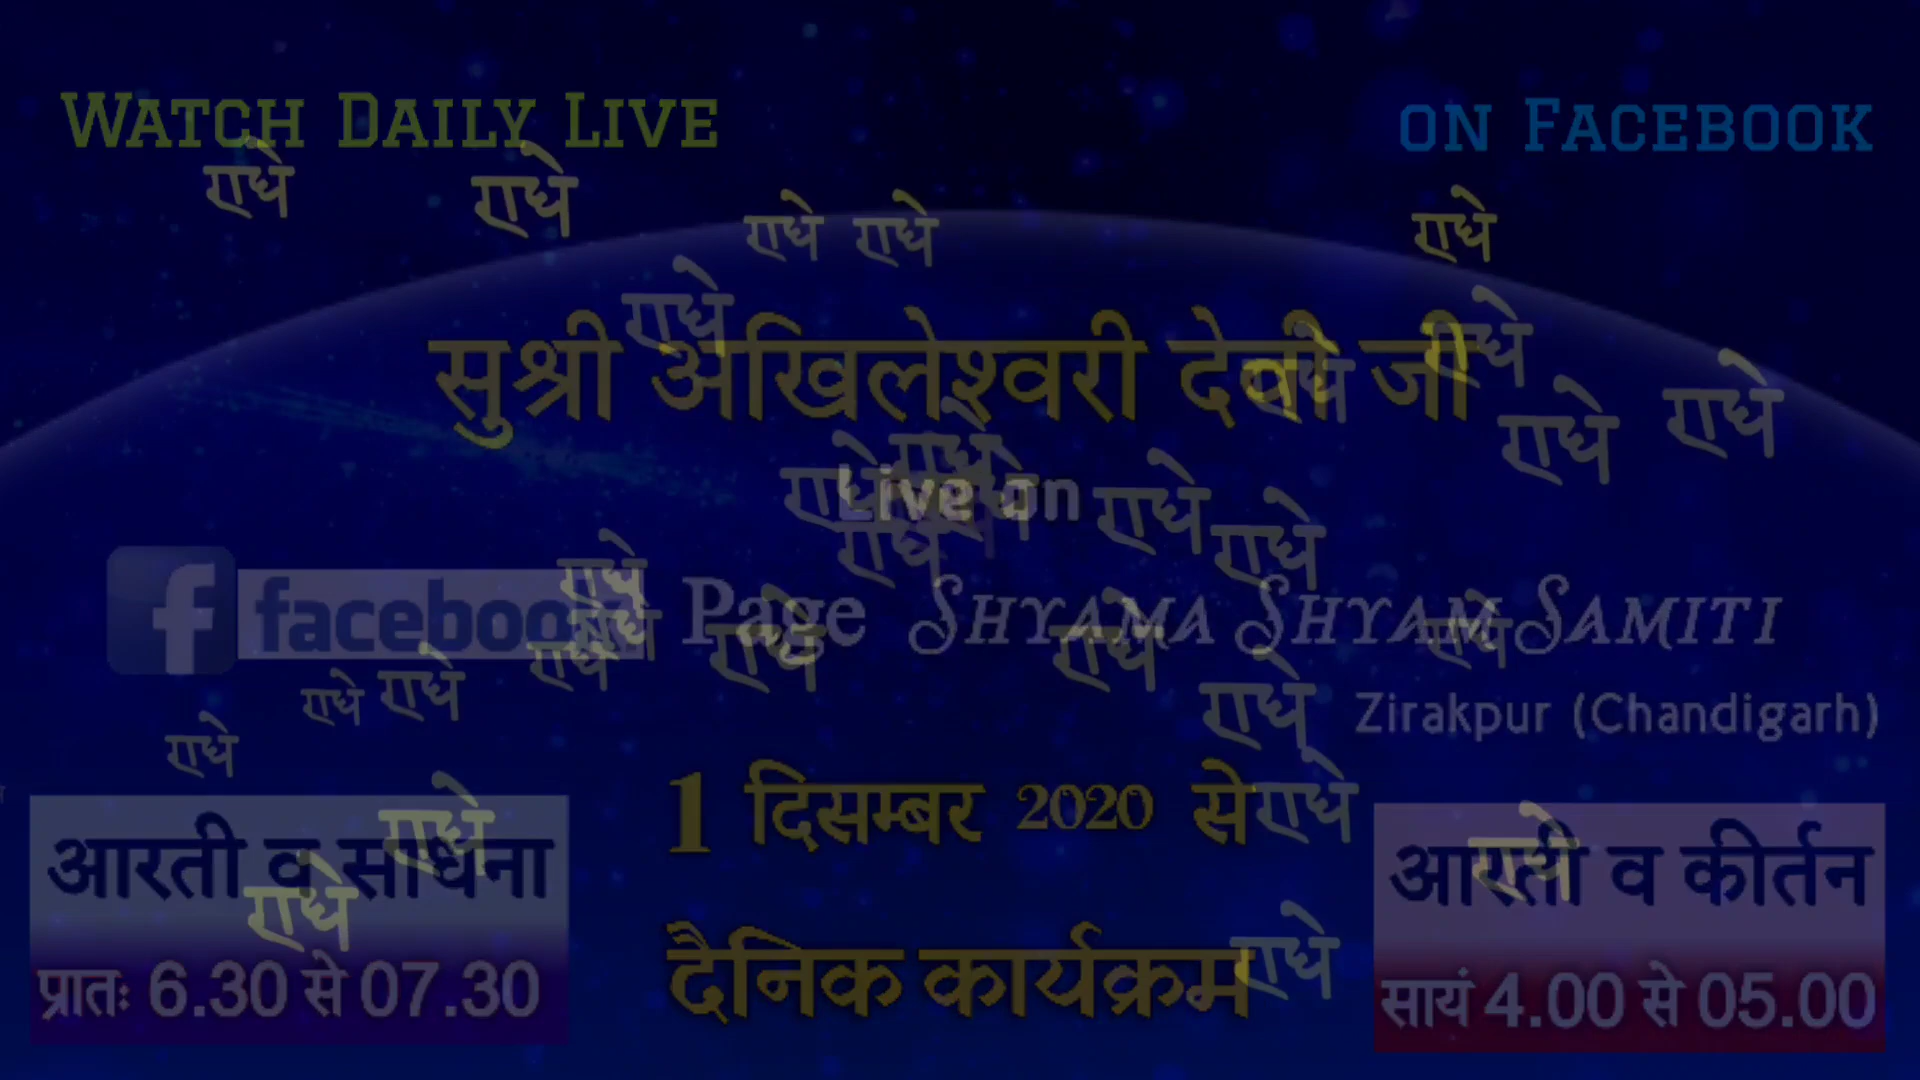 Watch Daily Live
on Facebook
राधे
राधे
राधे
राधे
राधे
राधे
सुश्री अखिलेश्वरी देवी जी
राधे
राधे
राधे
राधे
राधे
राधे
Live on
राधे
राधे
राधे
facebook Page Shyama Shyam Samiti
राधे
राधे
राधे
राधे
राधे
राधे
राधे
राधे
राधे
राधे
Zirakpur (Chandigarh)
राधे
1 दिसम्बर 2020 से
राधे
आरती व साधना
राधे
राधे
आरती व कीर्तन
राधे
दैनिक कार्यक्रम
राधे
प्रातः 6.30 से 07.30
सायं 4.00 से 05.00